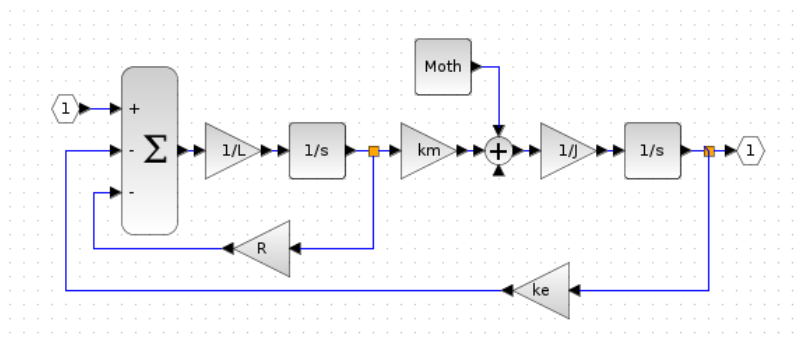 Moth
1
+
-
-
Σ
1/L
1/s
km
+
1/J
1/s
1
R
ke